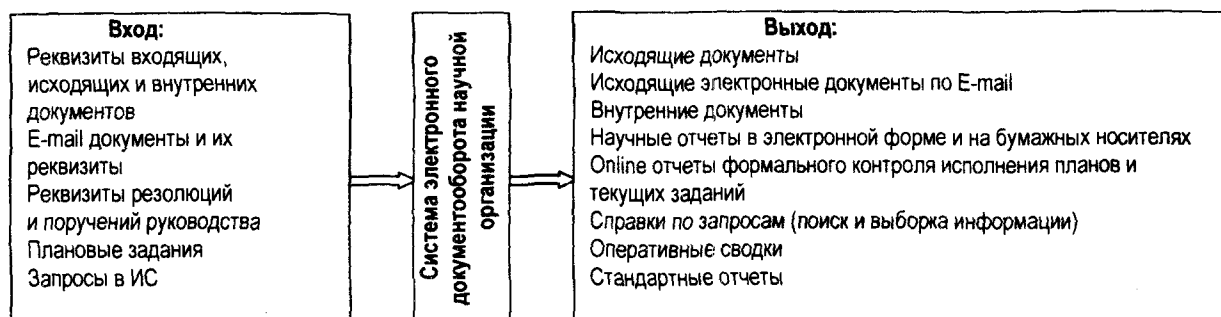 Вход:
Реквизиты входящих,
исходящих и внутренних
документов
E-mail документы и их
реквизиты
Реквизиты резолюций
и поручений руководства
Плановые задания
Запросы в ИС
Система электронного
документооборота научной
организации
Выход:
Исходящие документы
Исходящие электронные документы по E-mail
Внутренние документы
Научные отчеты в электронной форме и на бумажных носителях
Online отчеты формального контроля исполнения планов и
текущих заданий
Справки по запросам (поиск и выборка информации)
Оперативные сводки
Стандартные отчеты